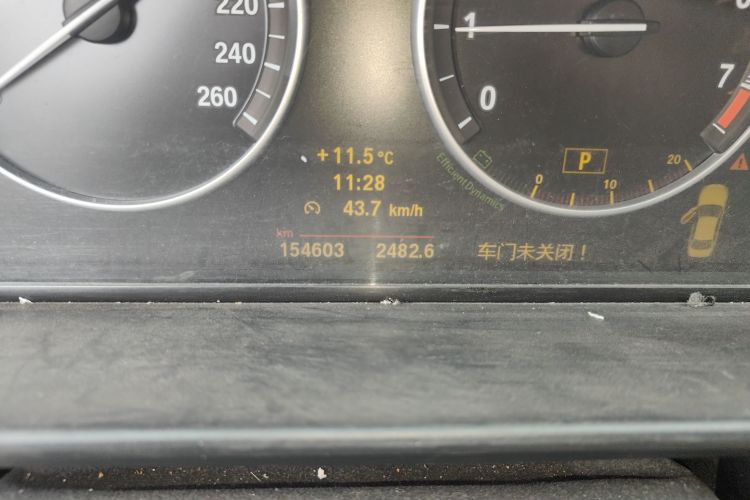 220
240
260
+11.5°C
11:28
43.7 km/h
km
154603 2482.6
1
0
7
EfficientDynamics
P
0 10 20
车门未关闭！